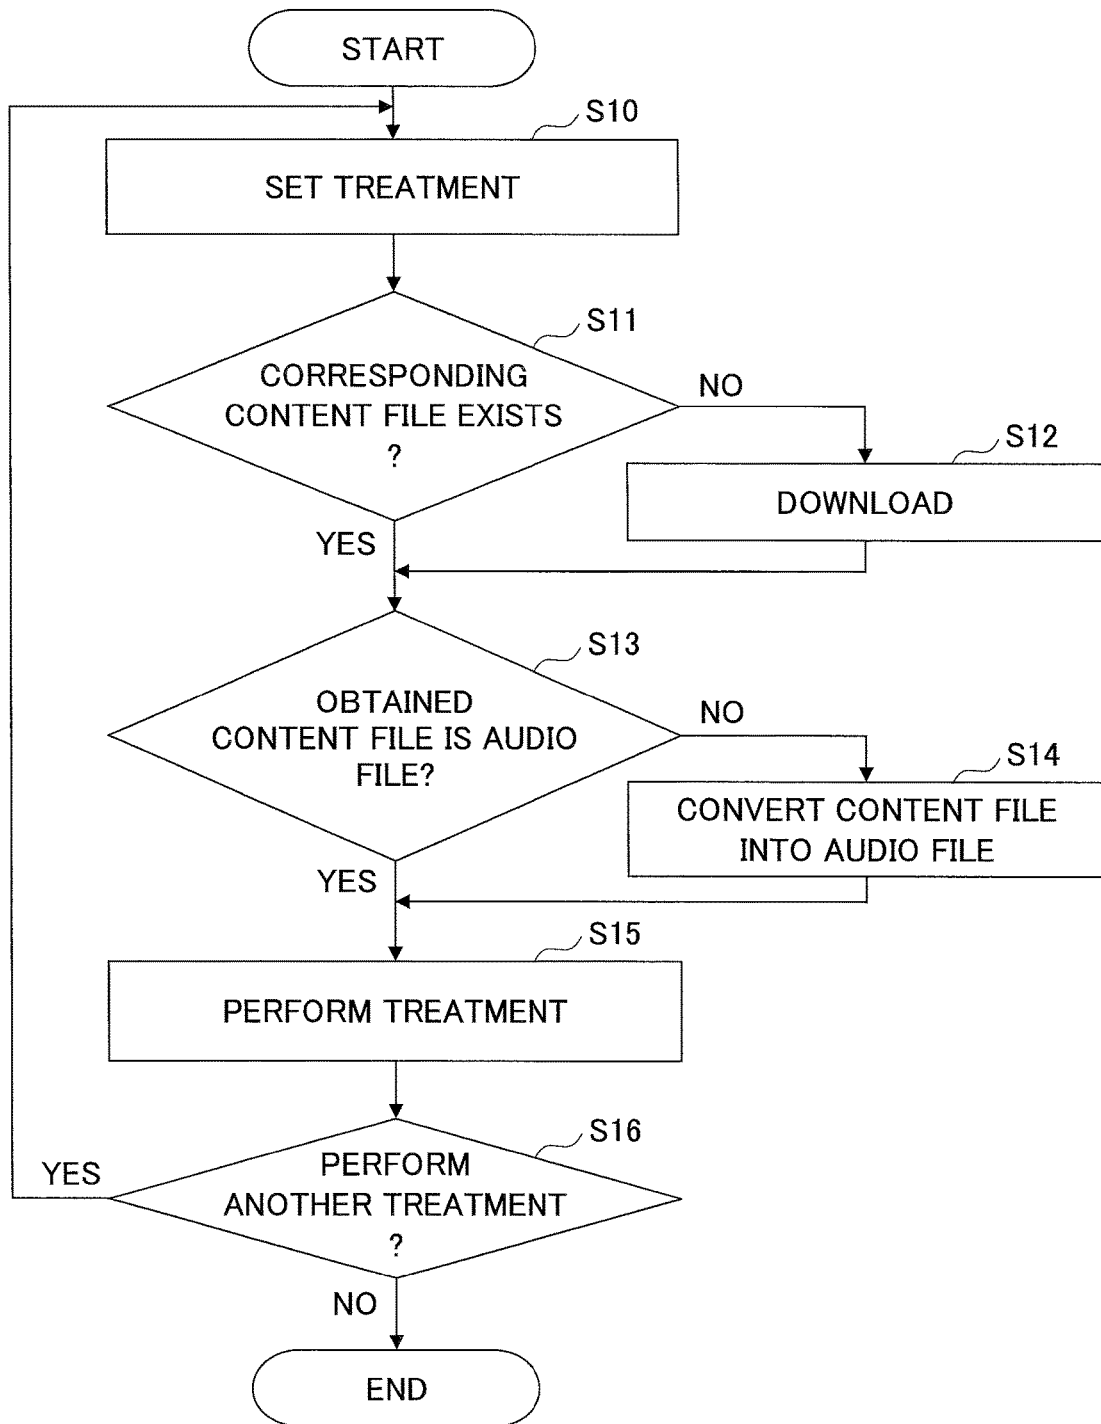 START
S10
SET TREATMENT
S11
CORRESPONDING
CONTENT FILE EXISTS
?
NO
S12
DOWNLOAD
YES
S13
OBTAINED
CONTENT FILE IS AUDIO
FILE?
NO
S14
CONVERT CONTENT FILE
INTO AUDIO FILE
YES
S15
PERFORM TREATMENT
S16
PERFORM
ANOTHER TREATMENT
?
YES
NO
END